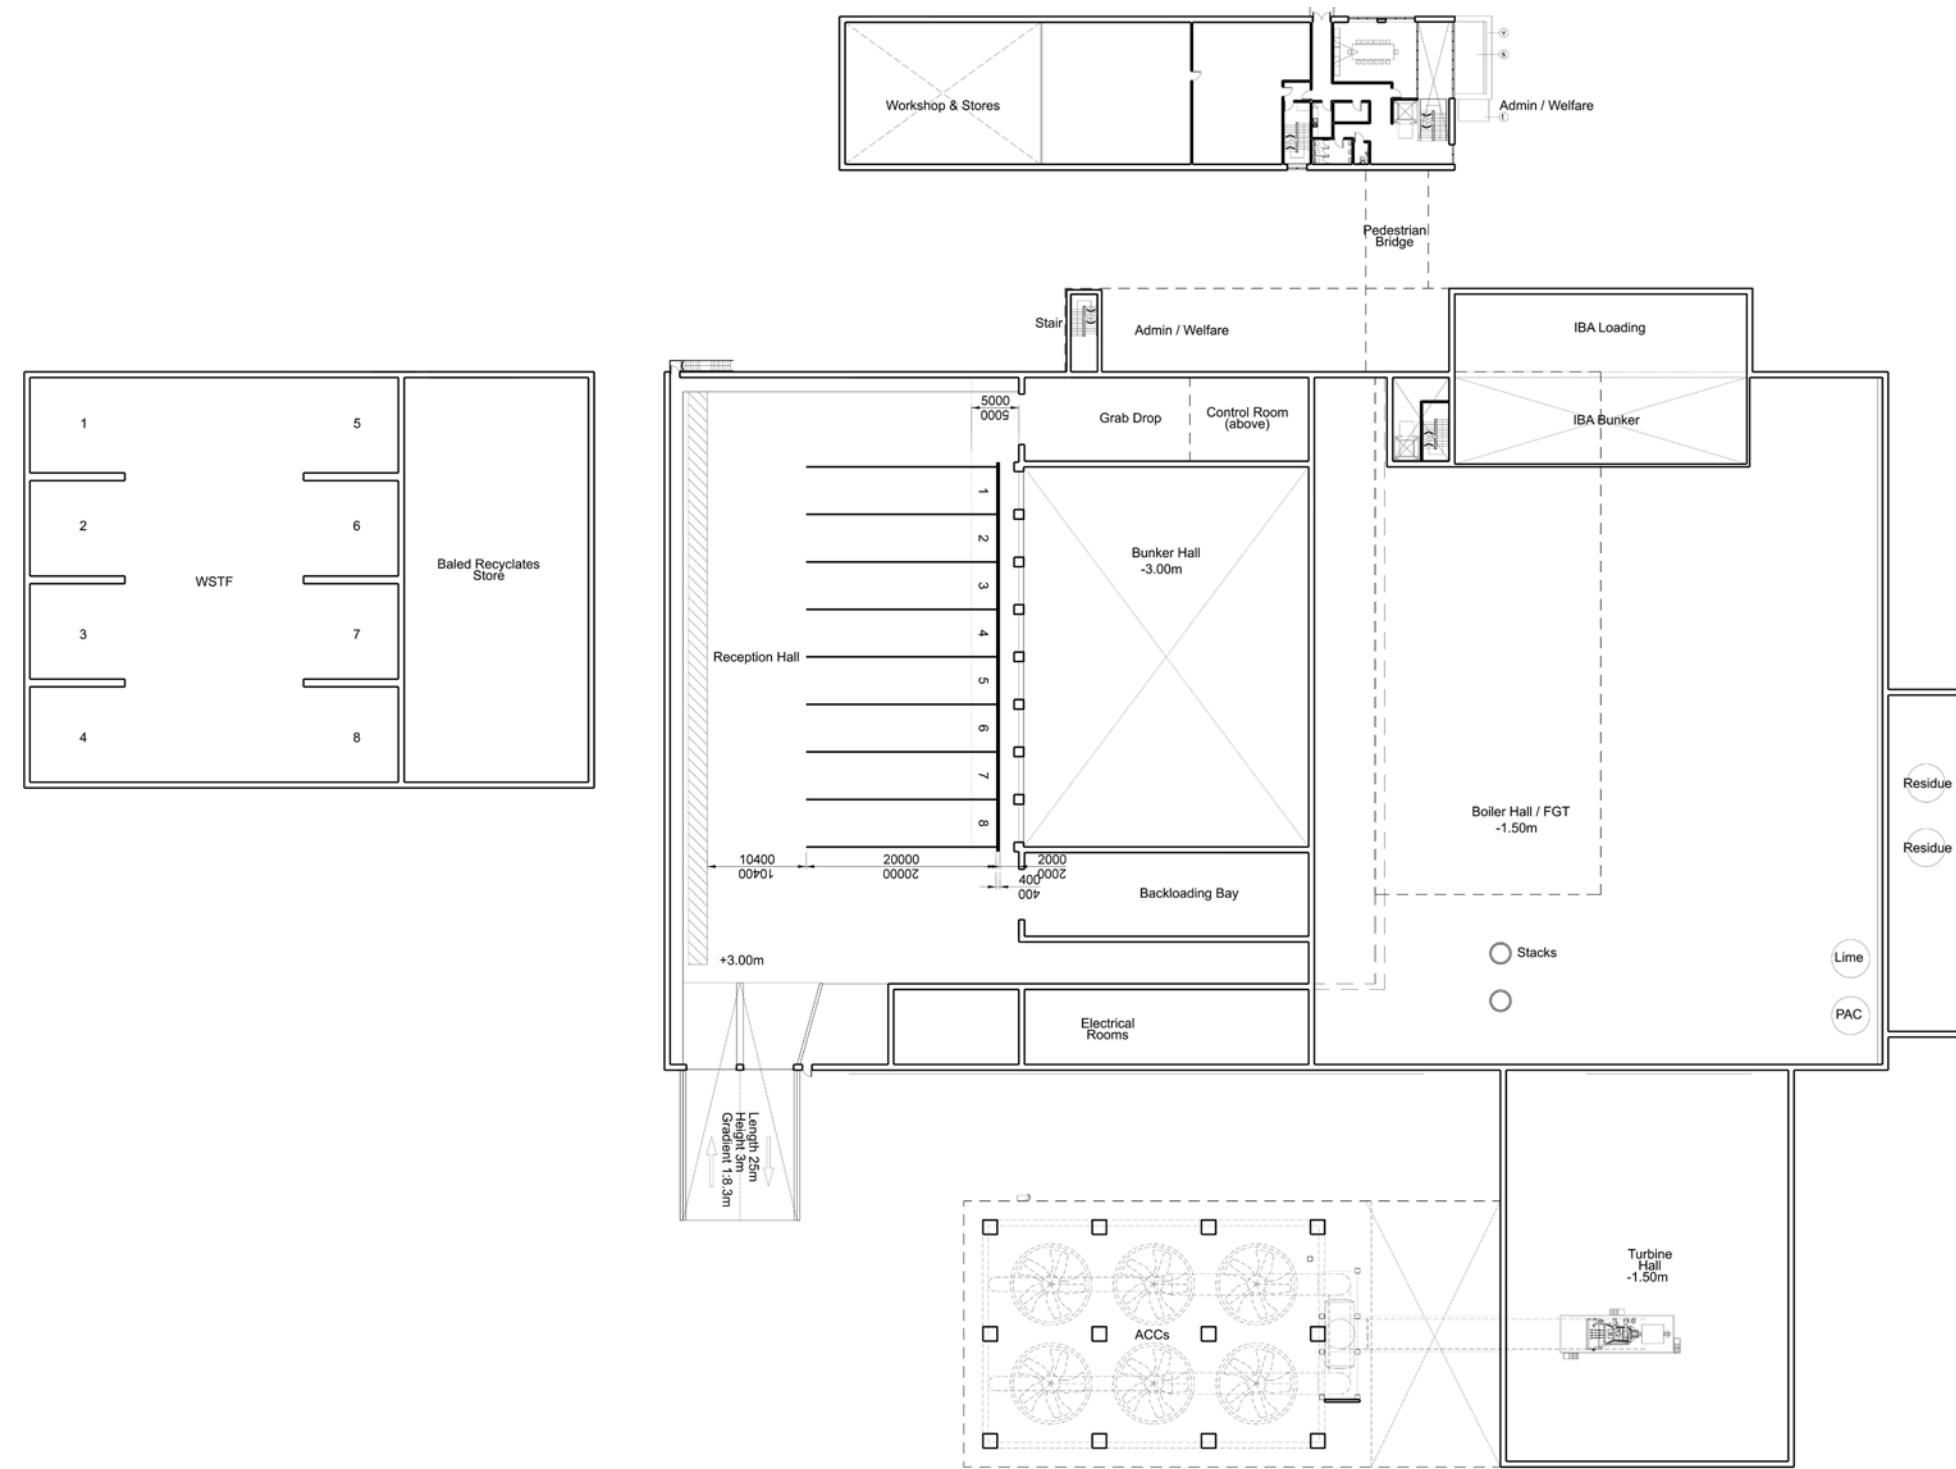 Workshop & Stores
Admin / Welfare
V
S
E
Pedestrian
Bridge
Stair
Admin / Welfare
IBA Loading
IBA Bunker
5000
5000
Grab Drop
Control Room
(above)
1
2
3
4
5
6
7
8
WSTF
Baled Recyclates
Store
Reception Hall
1
2
3
4
5
6
7
8
Bunker Hall
-3.00m
Boiler Hall / FGT
-1.50m
Residue
Residue
10400
10400
20000
20000
2000
2000
400
400
Backloading Bay
+3.00m
Stacks
Lime
PAC
Electrical
Rooms
Length 25m
Height 3m
Gradient 1:8.3m
Turbine
Hall
-1.50m
ACCs